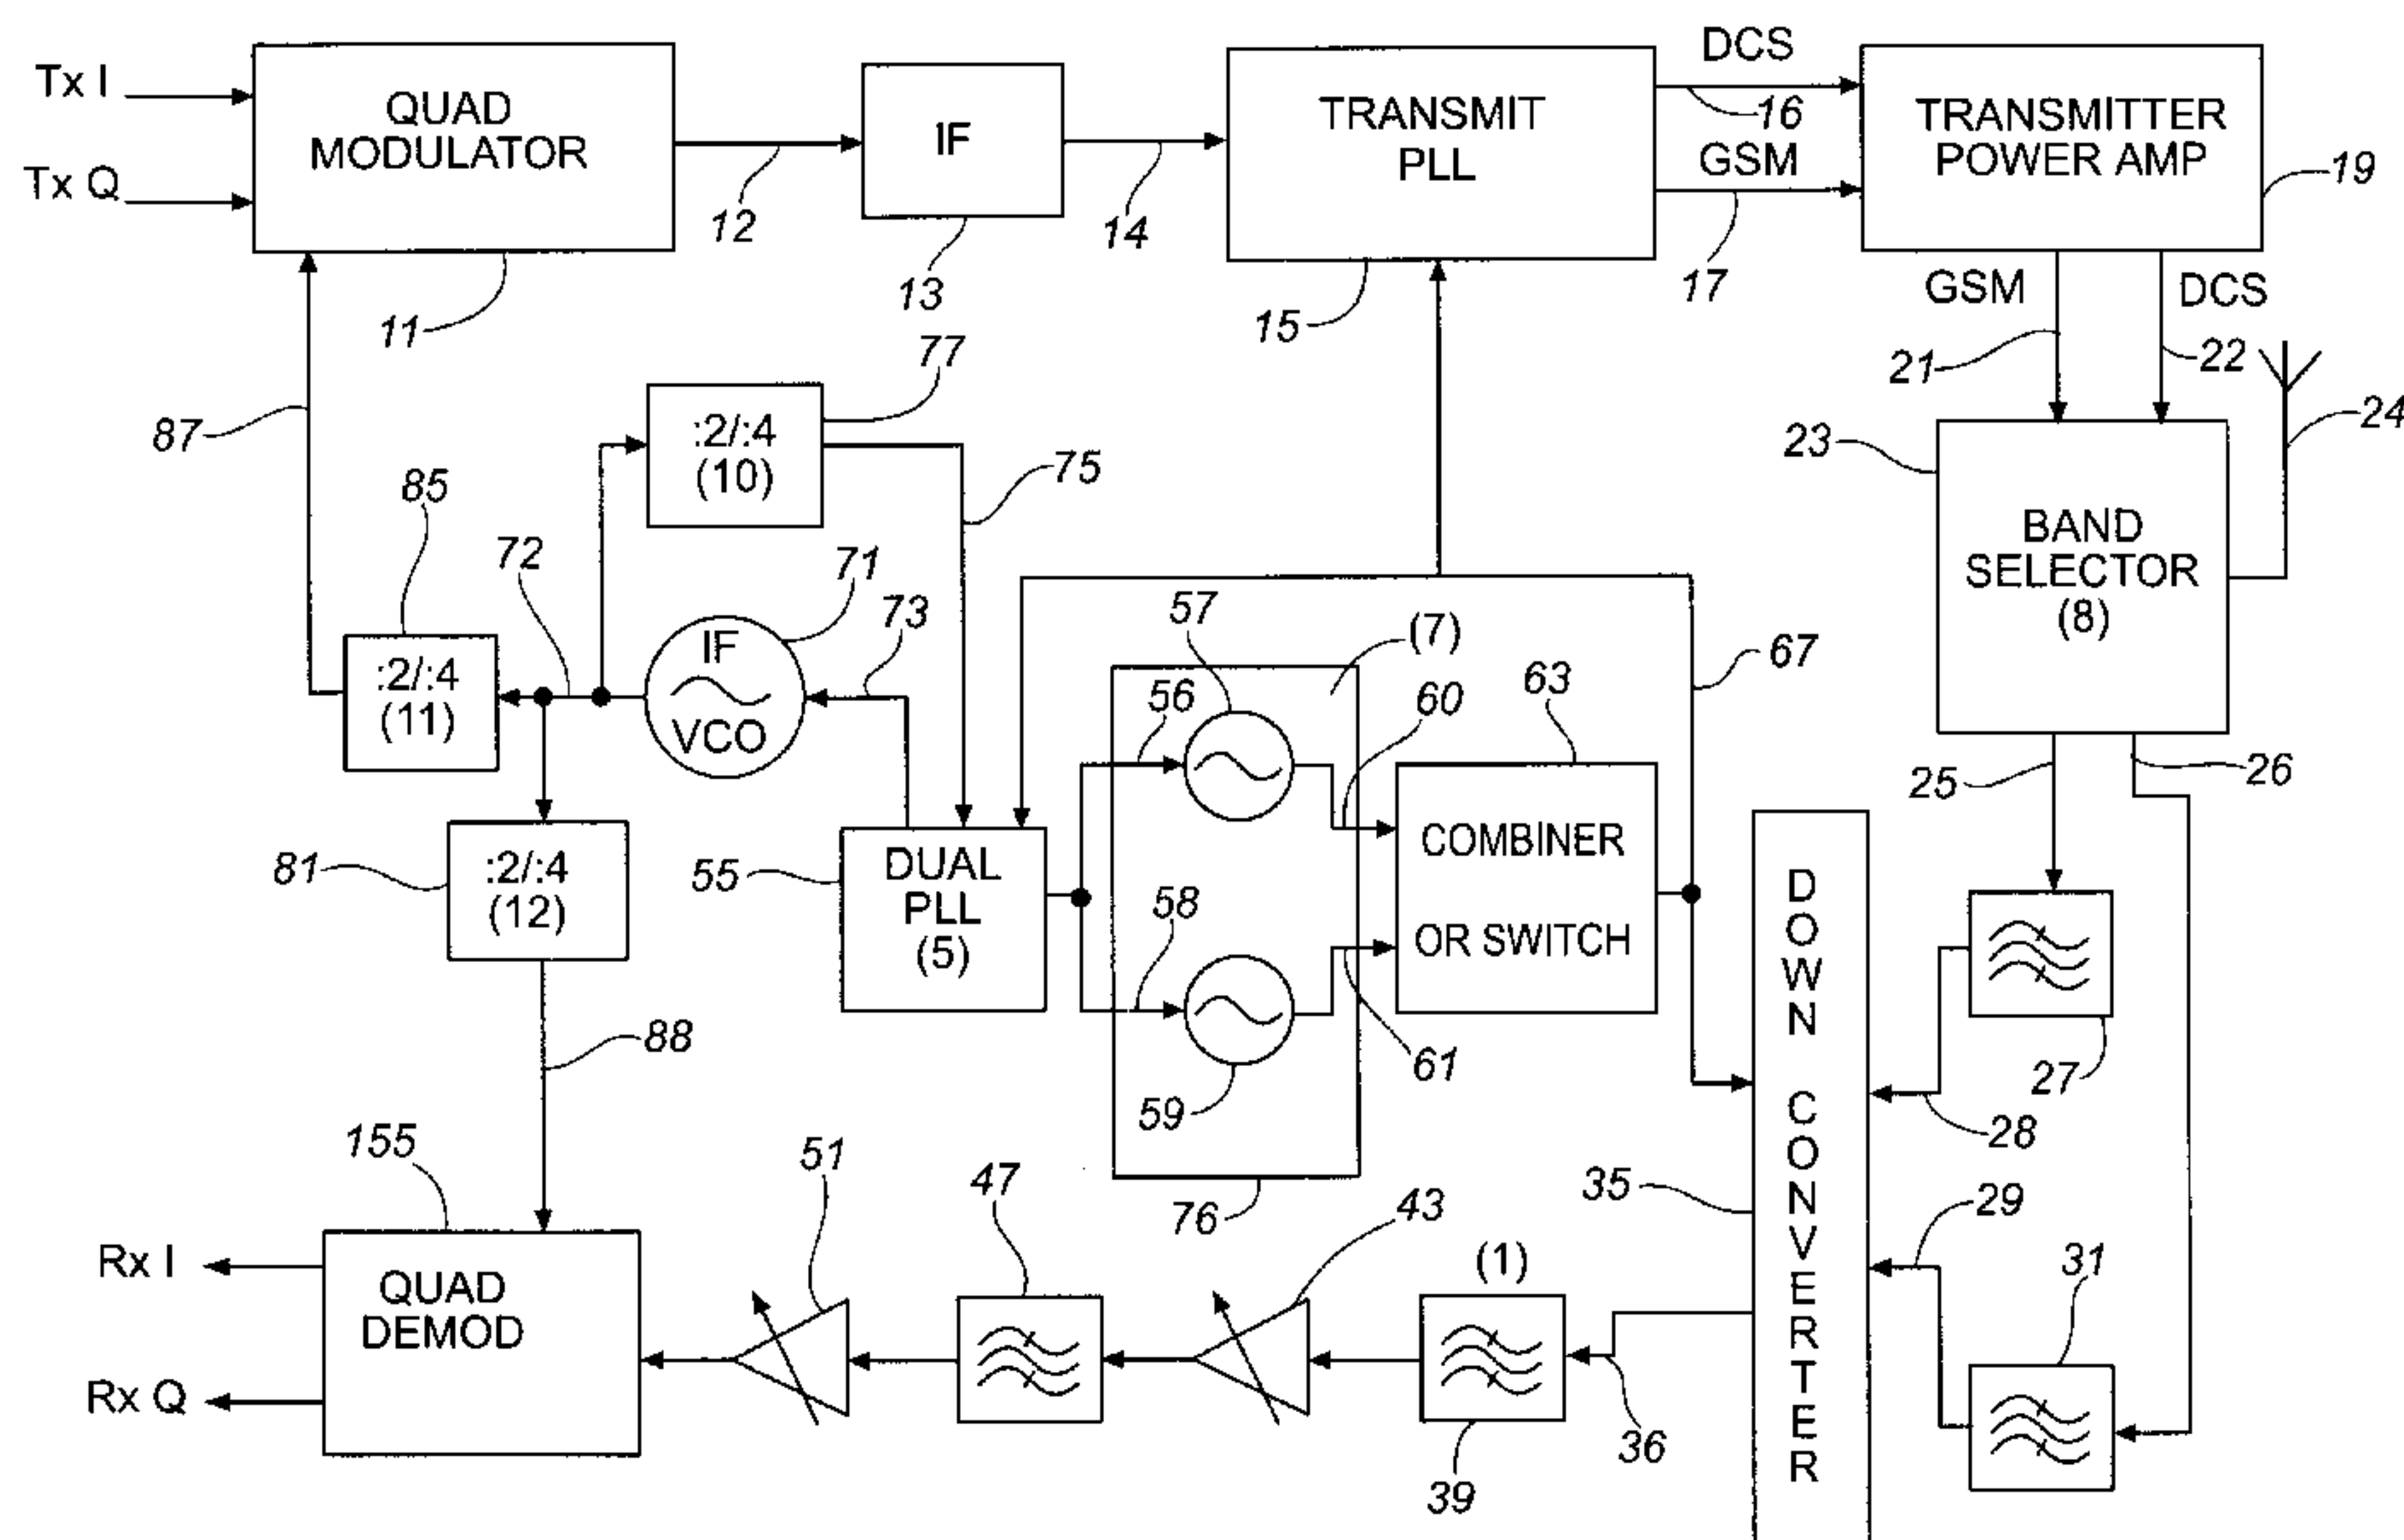 Tx I
Tx Q
QUAD
MODULATOR
11
12
IF
13
14
TRANSMIT
PLL
15
DCS
16
GSM
17
TRANSMITTER
POWER AMP
19
GSM
DCS
21
22
23
24
BAND
SELECTOR
(8)
25
26
87
85
:2/:4
(11)
72
77
:2/:4
(10)
75
71
IF
VCO
73
81
:2/:4
(12)
88
55
DUAL
PLL
(5)
56
57
58
59
(7)
60
61
63
COMBINER
OR SWITCH
67
76
DOWN CONVERTER
35
27
28
29
31
36
(1)
39
43
47
51
155
QUAD
DEMOD
Rx I
Rx Q